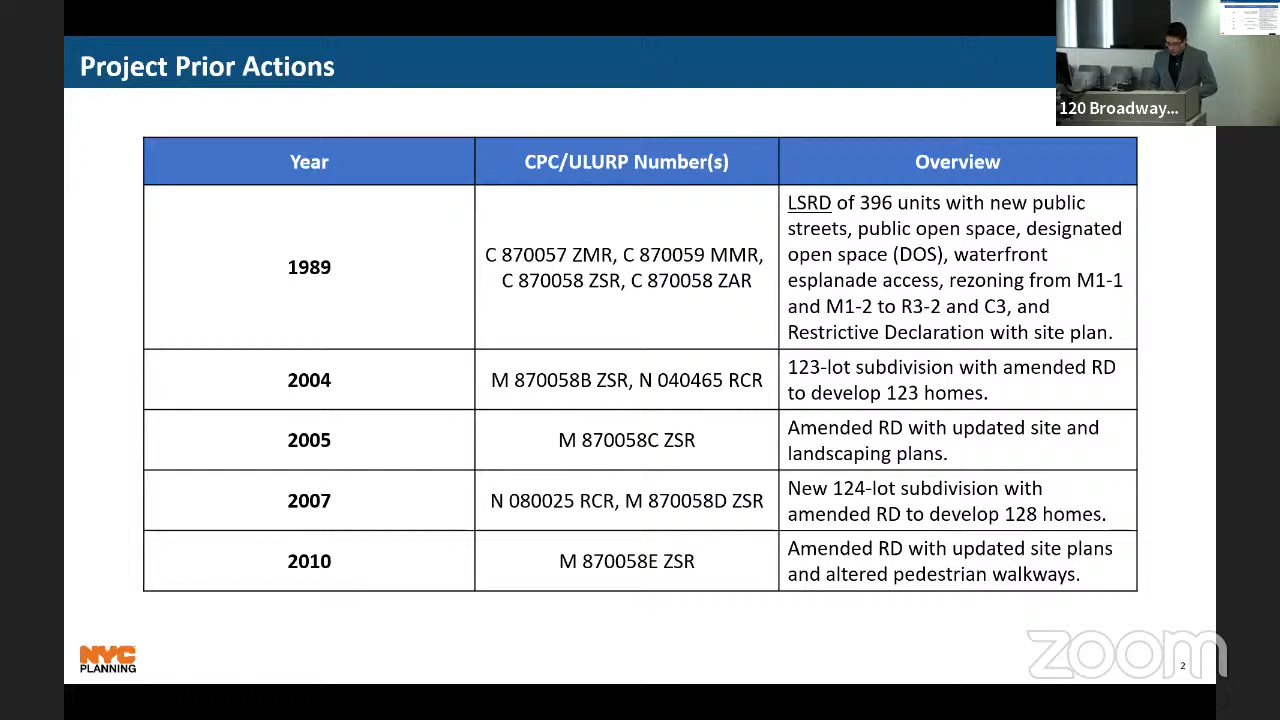 Project Prior Actions
120 Broadway...
Year
CPC/ULURP Number(s)
Overview
1989
C 870057 ZMR, C 870059 MMR,
C 870058 ZSR, C 870058 ZAR
LSRD of 396 units with new public
streets, public open space, designated
open space (DOS), waterfront
esplanade access, rezoning from M1-1
and M1-2 to R3-2 and C3, and
Restrictive Declaration with site plan.
2004
M 870058B ZSR, N 040465 RCR
123-lot subdivision with amended RD
to develop 123 homes.
2005
M 870058C ZSR
Amended RD with updated site and
landscaping plans.
2007
N 080025 RCR, M 870058D ZSR
New 124-lot subdivision with
amended RD to develop 128 homes.
2010
M 870058E ZSR
Amended RD with updated site plans
and altered pedestrian walkways.
NYC
PLANNING
zoom
2